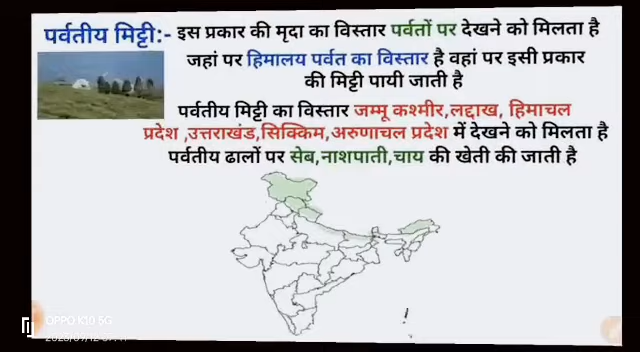 पर्वतीय मिट्टी:- इस प्रकार की मृदा का विस्तार पर्वतों पर देखने को मिलता है
जहां पर हिमालय पर्वत का विस्तार है वहां पर इसी प्रकार
की मिट्टी पायी जाती है
पर्वतीय मिट्टी का विस्तार जम्मू कश्मीर,लद्दाख, हिमाचल
प्रदेश ,उत्तराखंड,सिक्किम,अरुणाचल प्रदेश में देखने को मिलता है
पर्वतीय ढालों पर सेब,नाशपाती,चाय की खेती की जाती है
OPPO K10 5G